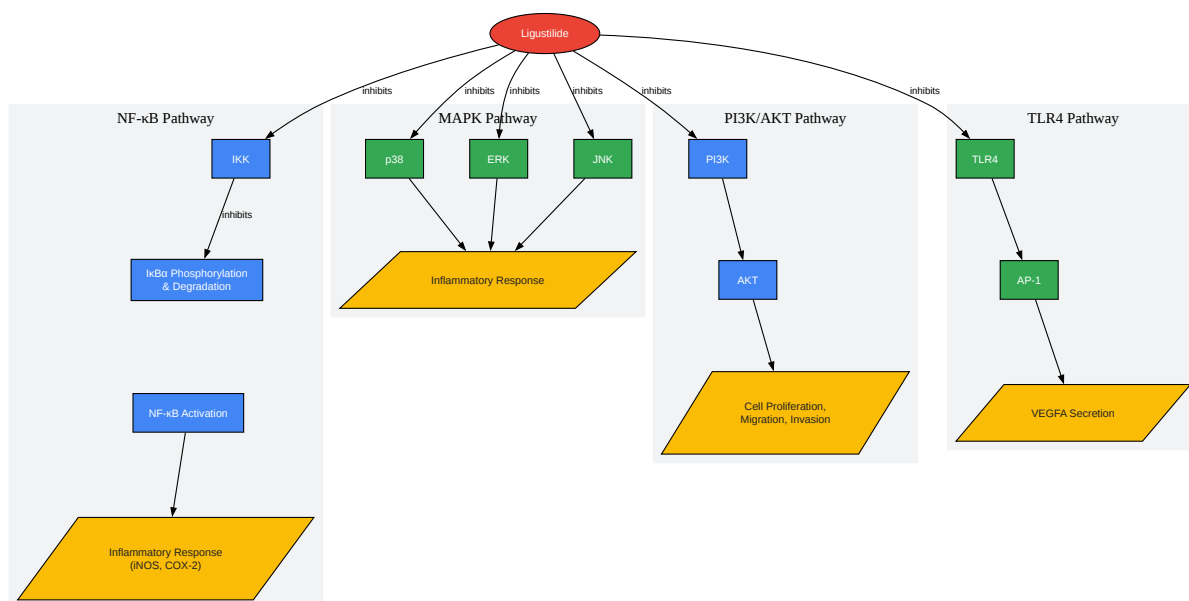 Ligustilide
inhibits
inhibits
inhibits
inhibits
inhibits
inhibits
NF-κB Pathway
MAPK Pathway
PI3K/AKT Pathway
TLR4 Pathway
IKK
p38
ERK
JNK
PI3K
TLR4
inhibits
IκBα Phosphorylation
& Degradation
Inflammatory Response
AKT
AP-1
NF-κB Activation
Cell Proliferation,
Migration, Invasion
VEGFA Secretion
Inflammatory Response
(iNOS, COX-2)